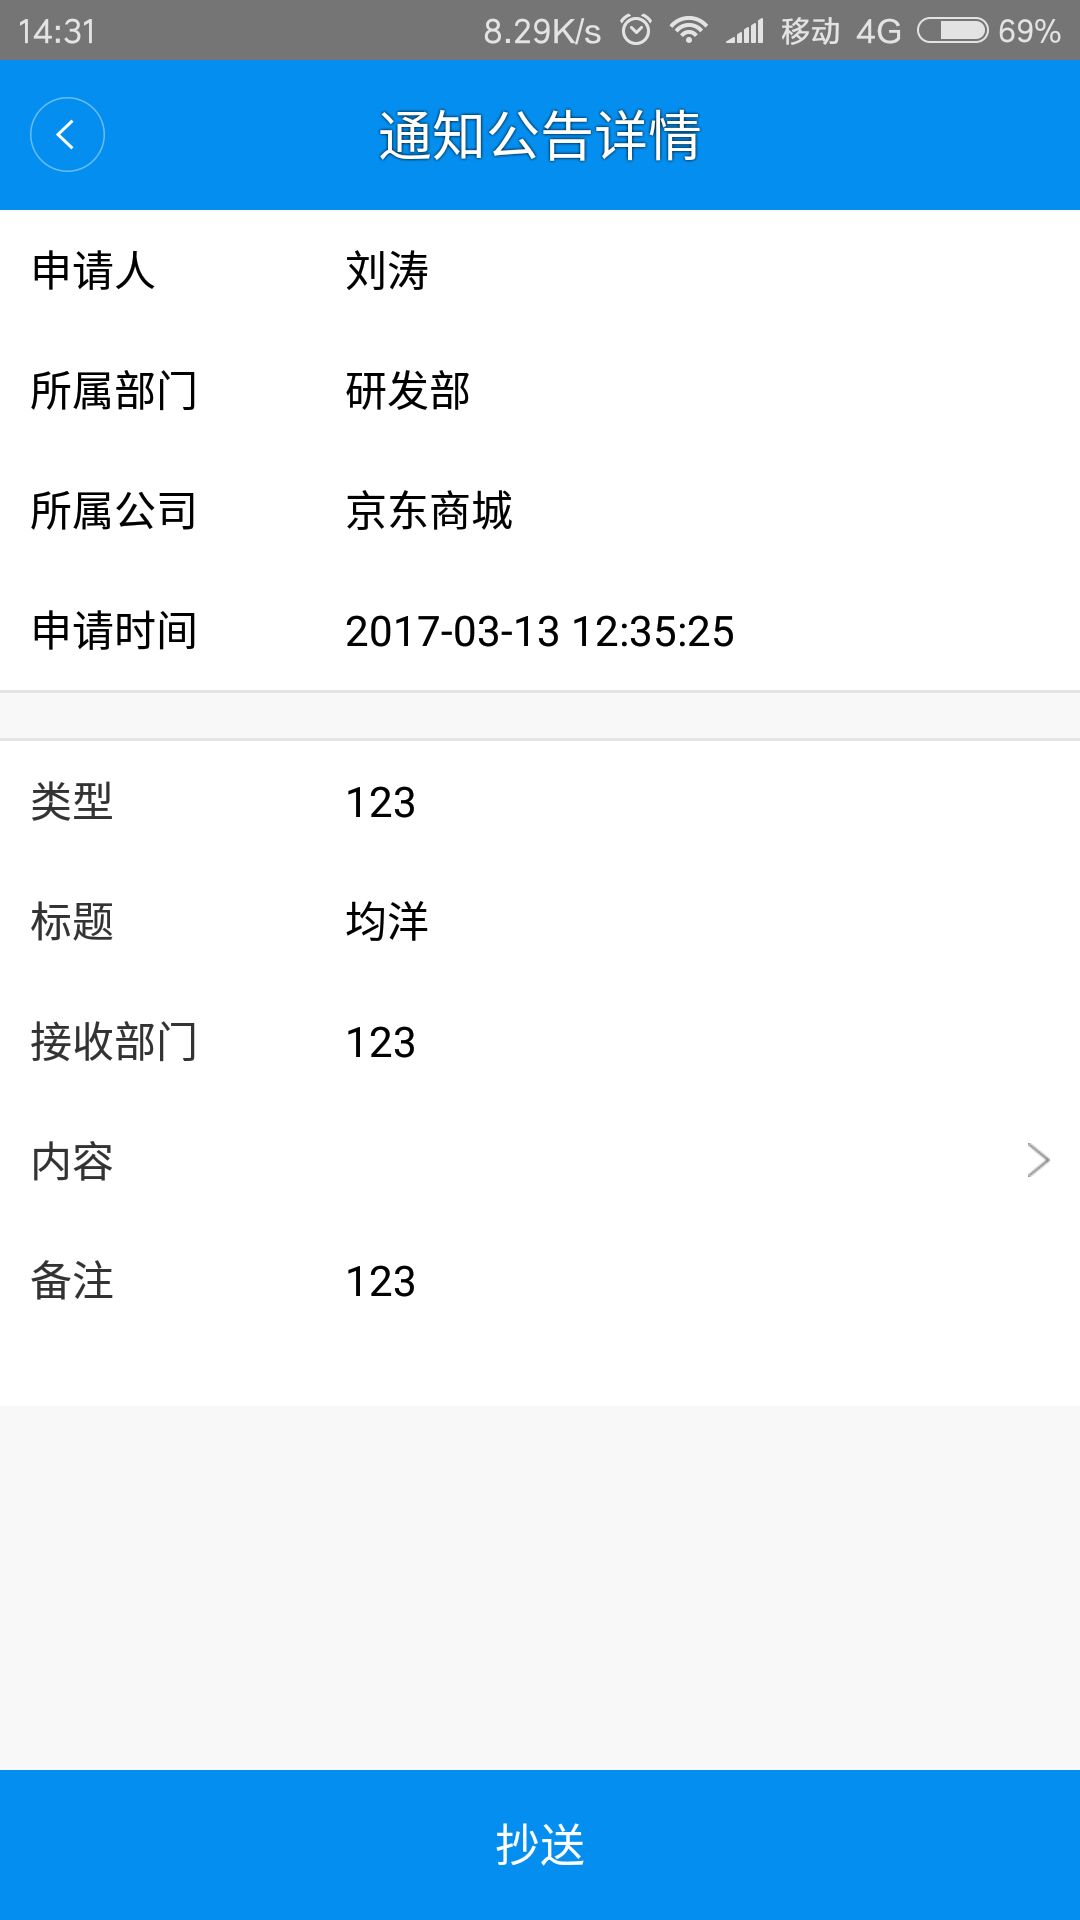 14:31 8.29K/s 移动 4G 69%
通知公告详情
申请人 刘涛
所属部门 研发部
所属公司 京东商城
申请时间 2017-03-13 12:35:25
类型 123
标题 均洋
接收部门 123
内容
备注 123
抄送